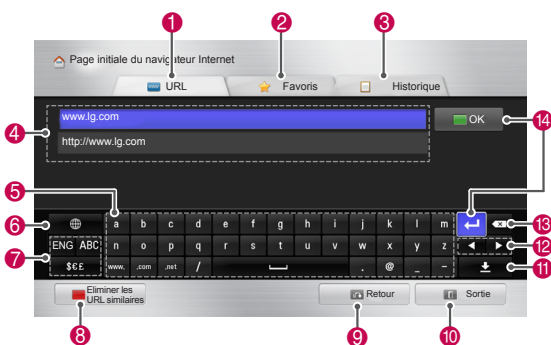 1 2 3
Page initiale du navigateur Internet
URL Favoris Historique
4 www.lg.com OK 14
http://www.lg.com
5
6 a b c d e f g h i j k l m 13
7 ENG ABC n o p q r s t u v w x y z 12
$€£ www, .com ,net / . @ _ - 11
Eliminer les Retour Sortie
URL similaires
8 9 10